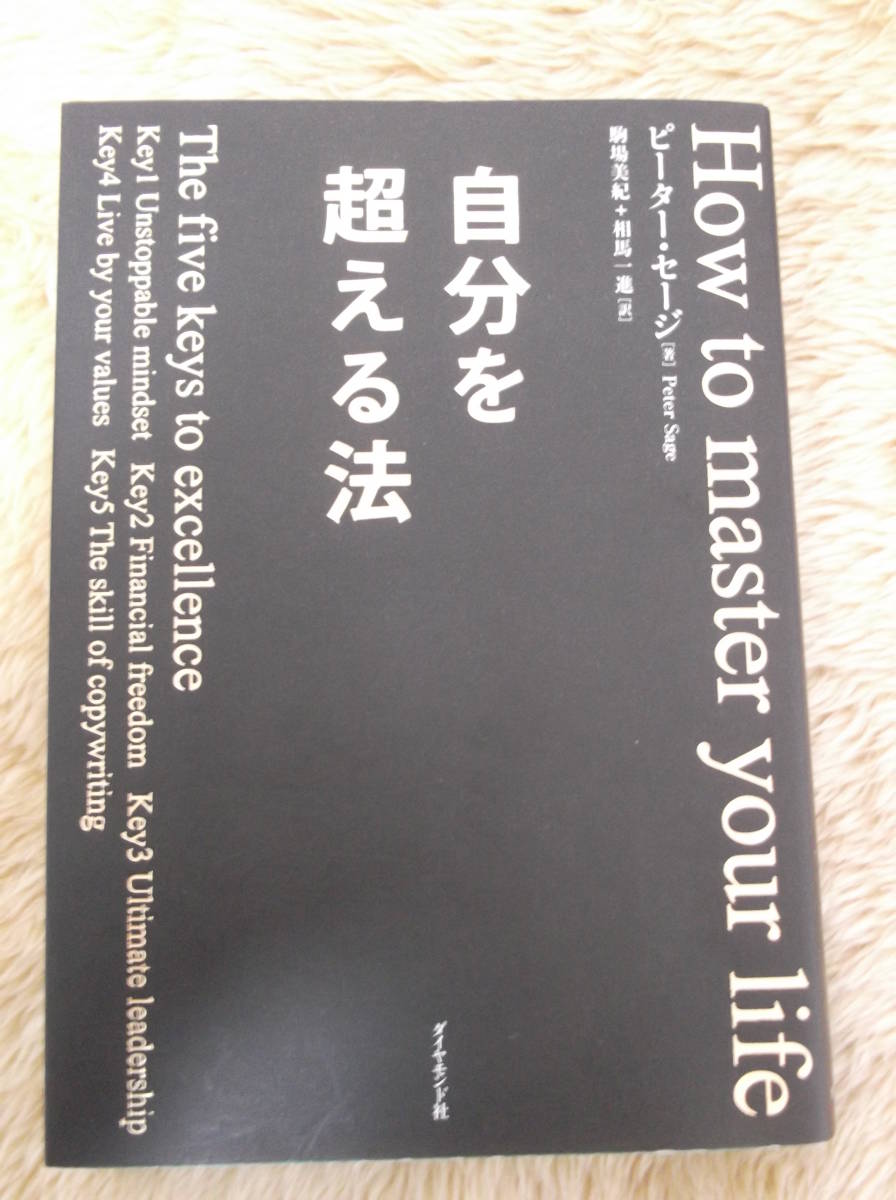 How to master your life
ピーター・セージ[著] Peter Sage
駒場美紀+相馬一進[訳]
自分を
超える法
The five keys to excellence
Key1 Unstoppable mindset Key2 Financial freedom Key3 Ultimate leadership
Key4 Live by your values Key5 The skill of copywriting
ダイヤモンド社